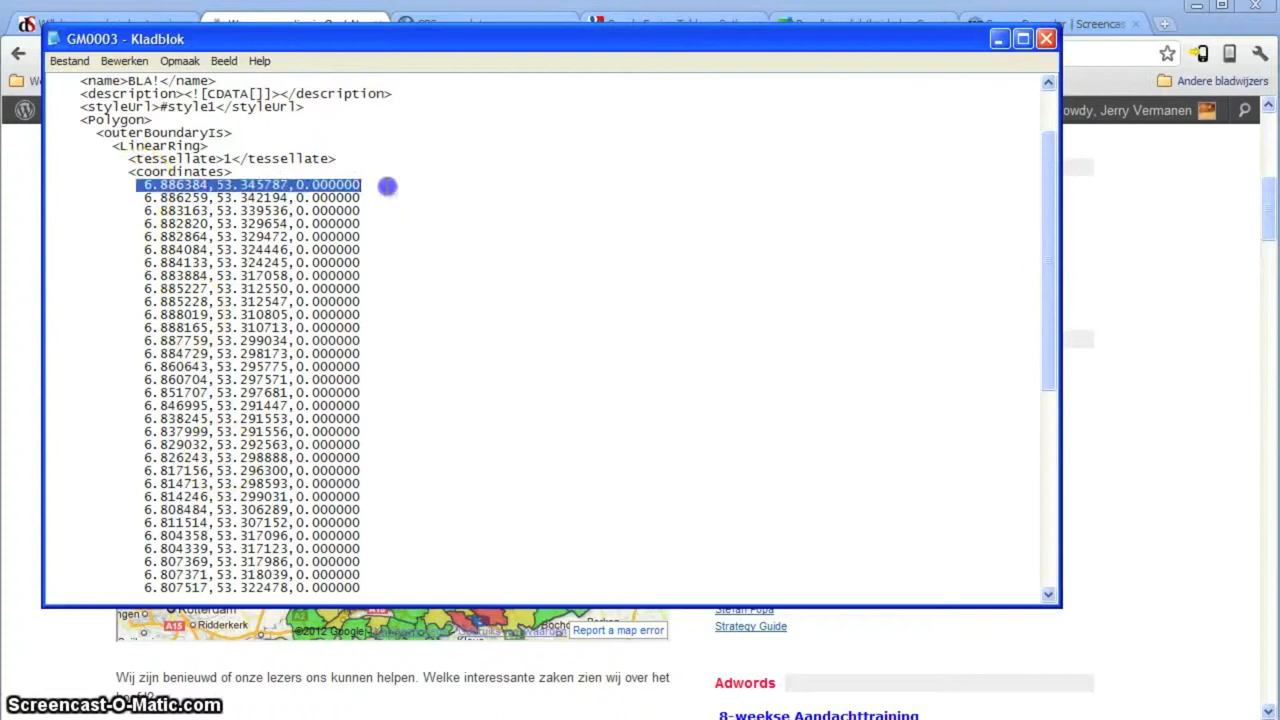 GM0003 - Kladblok
Bestand Bewerken Opmaak Beeld Help
| Screencast
Andere bladwijzers
owdy, Jerry Vermanen
<name>BLA!</name>
<description><![CDATA[]]></description>
<styleUrl>#style1</styleUrl>
<Polygon>
<outerBoundaryIs>
<LinearRing>
<tessellate>1</tessellate>
<coordinates>
6.886384,53.345787,0.000000
6.886259,53.342194,0.000000
6.883163,53.339536,0.000000
6.882820,53.329654,0.000000
6.882864,53.329472,0.000000
6.884084,53.324446,0.000000
6.884133,53.324245,0.000000
6.883884,53.317058,0.000000
6.885227,53.312550,0.000000
6.885228,53.312547,0.000000
6.888019,53.310805,0.000000
6.888165,53.310713,0.000000
6.887759,53.299034,0.000000
6.884729,53.298173,0.000000
6.860643,53.295775,0.000000
6.860704,53.297571,0.000000
6.851707,53.297681,0.000000
6.846995,53.291447,0.000000
6.838245,53.291553,0.000000
6.837999,53.291556,0.000000
6.829032,53.292563,0.000000
6.826243,53.298888,0.000000
6.817156,53.296300,0.000000
6.814713,53.298593,0.000000
6.814246,53.299031,0.000000
6.808484,53.306289,0.000000
6.811514,53.307152,0.000000
6.804358,53.317096,0.000000
6.804339,53.317123,0.000000
6.807369,53.317986,0.000000
6.807371,53.318039,0.000000
6.807517,53.322478,0.000000
ngen Rotterdam
A15 Ridderkerk ©2012 Google Report a map error
Stefan Popa
Strategy Guide
Wij zijn benieuwd of onze lezers ons kunnen helpen. Welke interessante zaken zien wij over het
Adwords
8-weekse Aandachttraining
Screencast-O-Matic.com